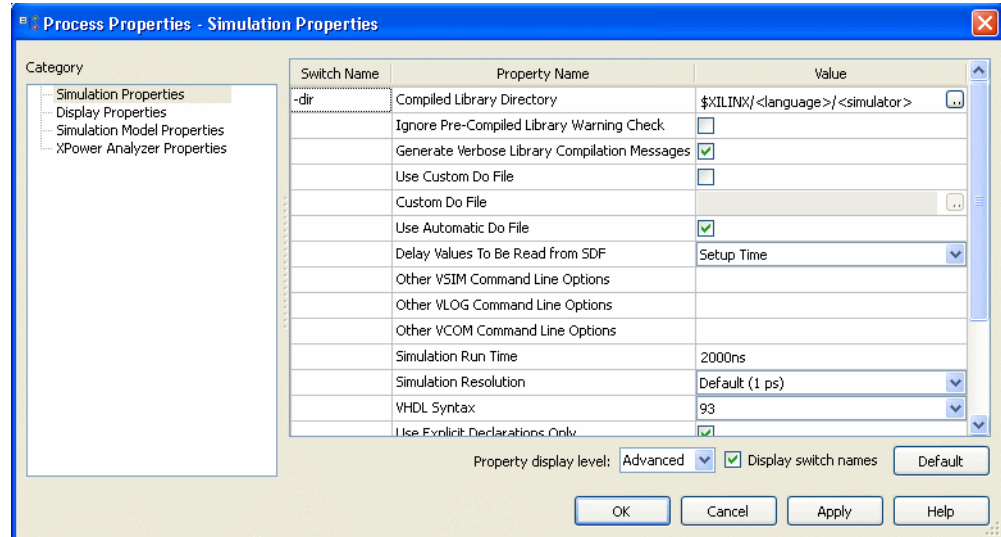 Process Properties - Simulation Properties
Category
Simulation Properties
Display Properties
Simulation Model Properties
XPower Analyzer Properties
Switch Name Property Name Value
-dir Compiled Library Directory $XILINX/<language>/<simulator> ..
Ignore Pre-Compiled Library Warning Check
Generate Verbose Library Compilation Messages
Use Custom Do File
Custom Do File ..
Use Automatic Do File
Delay Values To Be Read from SDF Setup Time
Other VSIM Command Line Options
Other VLOG Command Line Options
Other VCOM Command Line Options
Simulation Run Time 2000ns
Simulation Resolution Default (1 ps)
VHDL Syntax 93
Use Explicit Declarations Only
Property display level: Advanced Display switch names Default
OK Cancel Apply Help